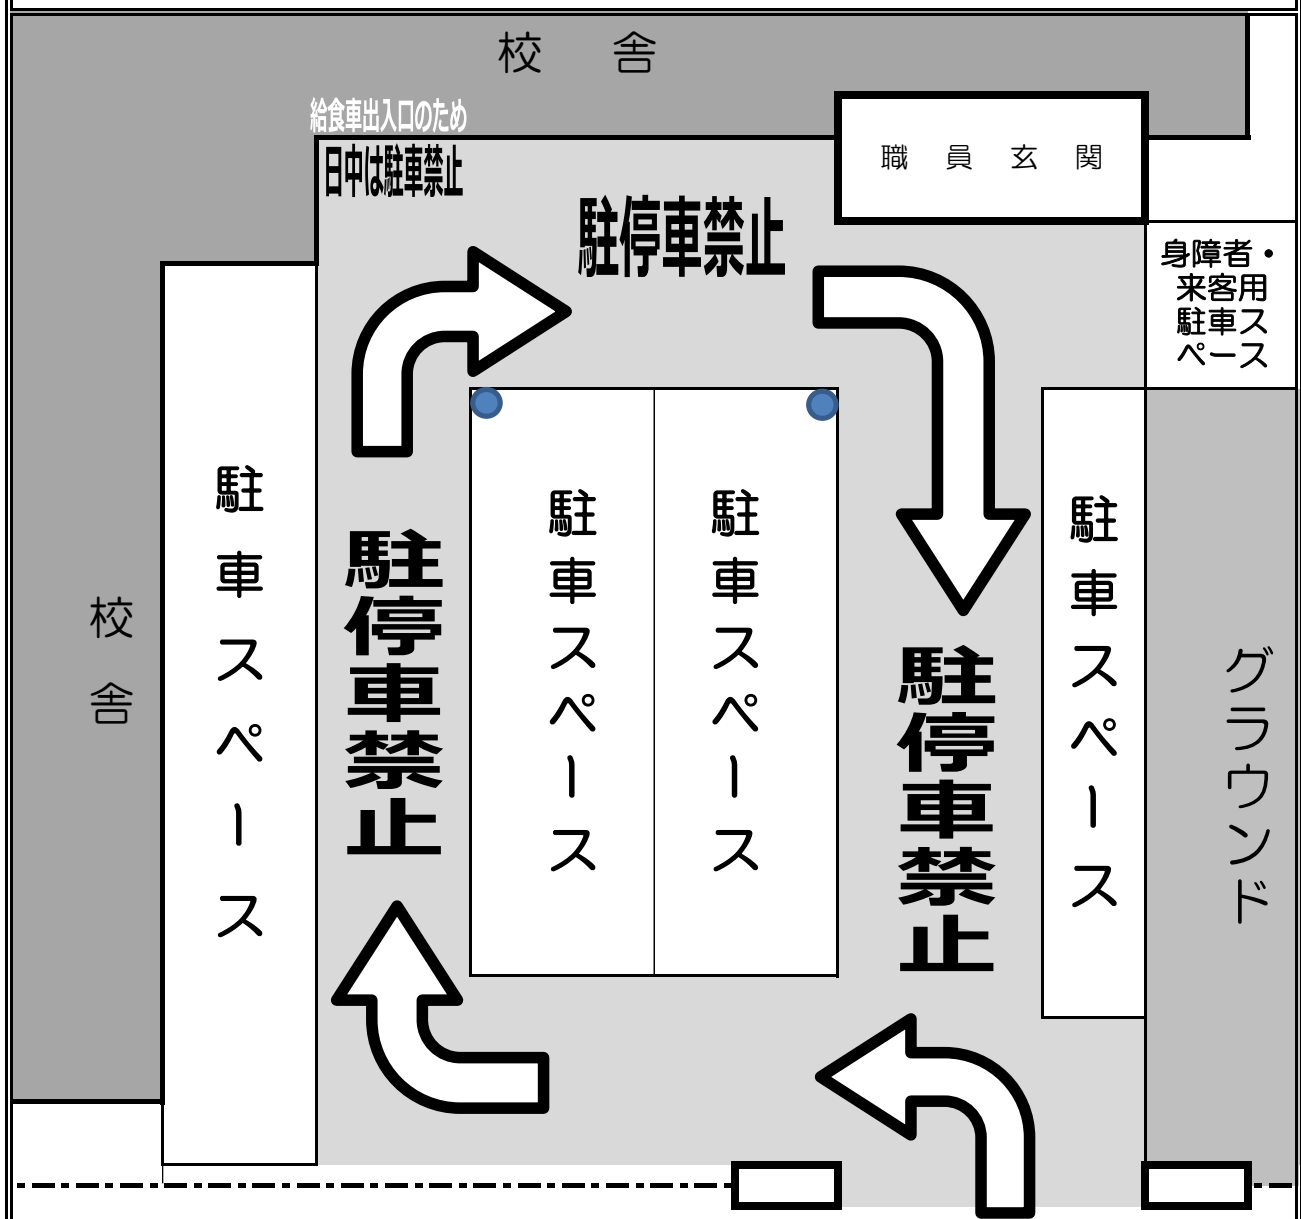 校　舎
給食車出入口のため
日中は駐車禁止
職　員　玄　関
駐停車禁止
身障者・
来客用
駐車ス
ペース
校舎
駐車スペース
駐停車禁止
駐車スペース
駐車スペース
駐停車禁止
駐車スペース
グラウンド